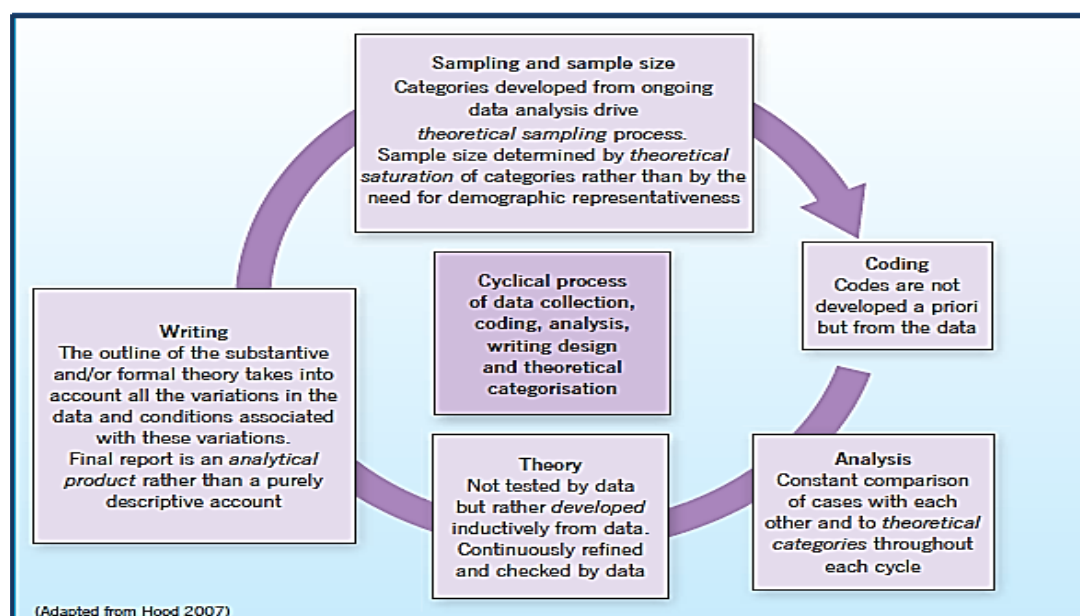 Sampling and sample size
Categories developed from ongoing
data analysis drive
theoretical sampling process.
Sample size determined by theoretical
saturation of categories rather than by the
need for demographic representativeness
Coding
Codes are not
developed a priori
but from the data
Cyclical process
of data collection,
coding, analysis,
writing design
and theoretical
categorisation
Writing
The outline of the substantive
and/or formal theory takes into
account all the variations in the
data and conditions associated
with these variations.
Final report is an analytical
product rather than a purely
descriptive account
Theory
Not tested by data
but rather developed
inductively from data.
Continuously refined
and checked by data
Analysis
Constant comparison
of cases with each
other and to theoretical
categories throughout
each cycle
(Adapted from Hood 2007)